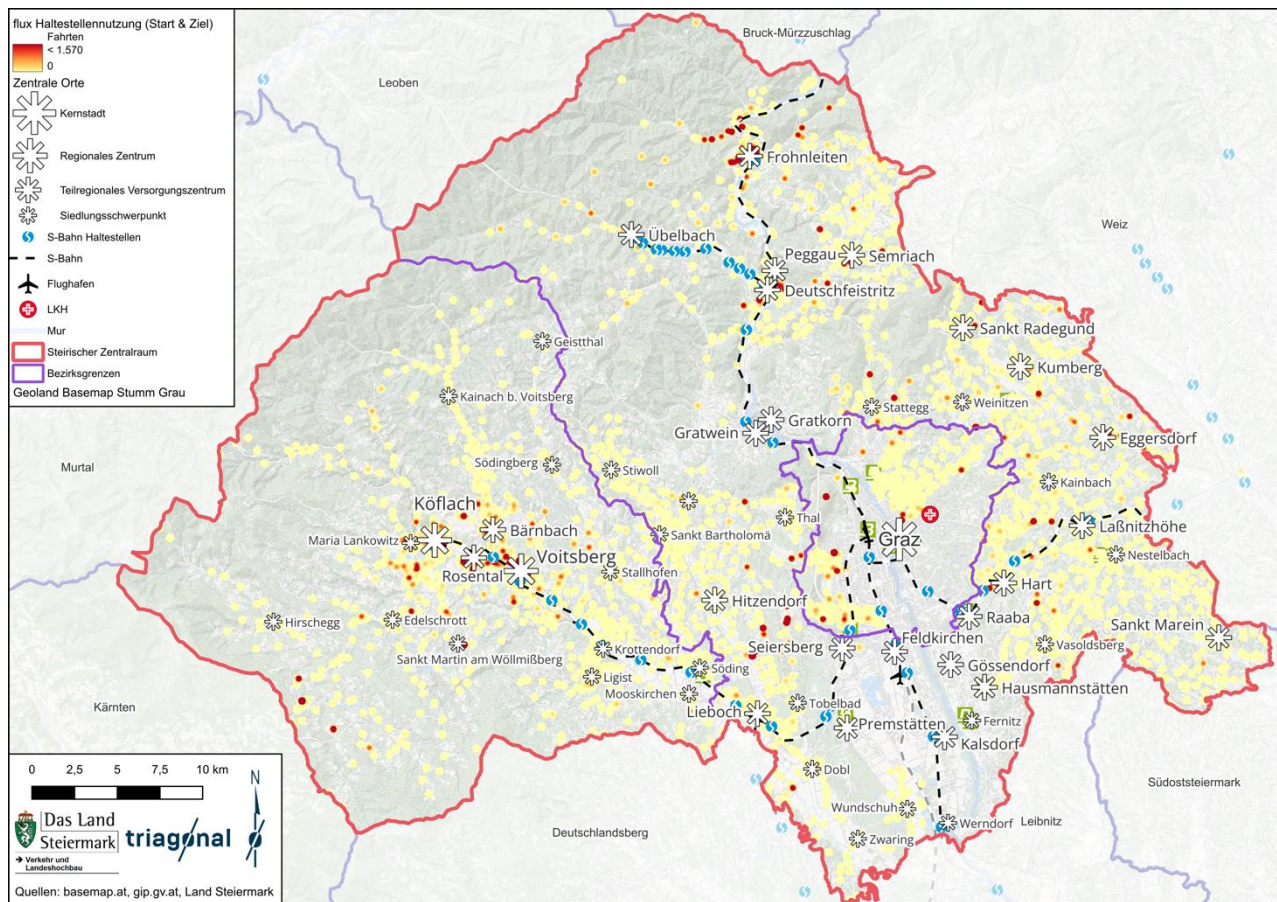 flux Haltestellennutzung (Start & Ziel)
Fahrten
< 1.570
0
Zentrale Orte
Kernstadt
Regionales Zentrum
Teilregionales Versorgungszentrum
Siedlungsschwerpunkt
S-Bahn Haltestellen
S-Bahn
Flughafen
LKH
Mur
Steirischer Zentralraum
Bezirksgrenzen
Geoland Basemap Stumm Grau
Bruck-Mürzzuschlag
Leoben
Frohnleiten
Weiz
Übelbach
Peggau
Semriach
Deutschfeistritz
Sankt Radegund
Geistthal
Kumberg
Kainach b. Voitsberg
Stattegg
Weinitzen
Gratkorn
Gratwein
Eggersdorf
Murtal
Södingberg
Stiwoll
Kainbach
Köflach
Thal
Bärnbach
Laßnitzhöhe
Maria Lankowitz
Sankt Bartholomä
Graz
Voitsberg
Nestelbach
Rosental
Stallhofen
Hart
Hitzendorf
Raaba
Hirschegg
Edelschrott
Sankt Marein
Feldkirchen
Krottendorf
Seiersberg
Vasoldsberg
Sankt Martin am Wöllmißberg
Söding
Gössendorf
Ligist
Mooskirchen
Hausmannstätten
Kärnten
Tobelbad
Lieboch
Fernitz
Premstätten
Kalsdorf
Dobl
Südoststeiermark
Wundschuh
Werndorf
Leibnitz
Deutschlandsberg
Zwaring
0 2,5 5 7,5 10 km
N
Das Land
Steiermark
➔ Verkehr und
Landeshochbau
triagonal
Quellen: basemap.at, gip.gv.at, Land Steiermark